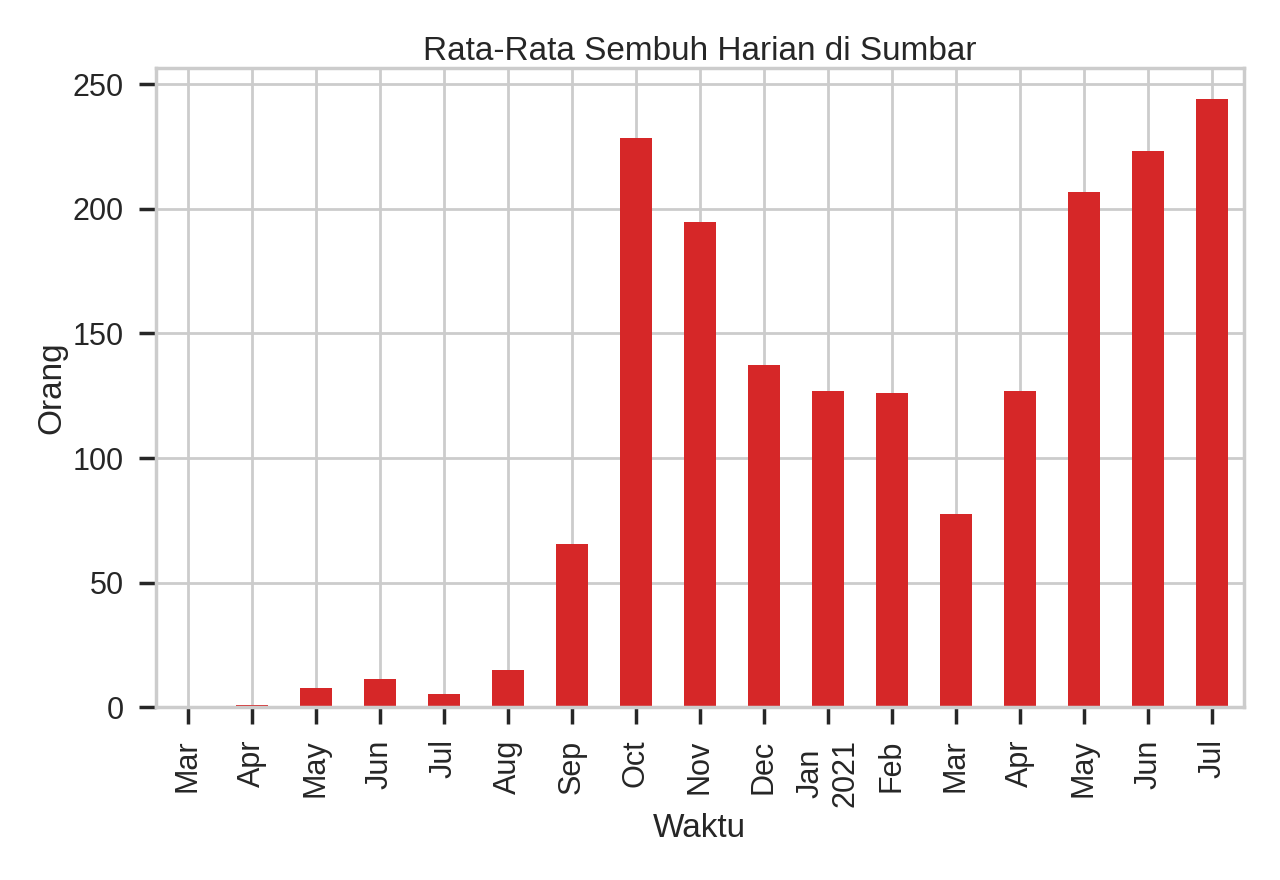 Rata-Rata Sembuh Harian di Sumbar
250
200
150
100
50
0
Orang
Mar
Apr
May
Jun
Jul
Aug
Sep
Oct
Nov
Dec
Jan
2021
Feb
Mar
Apr
May
Jun
Jul
Waktu